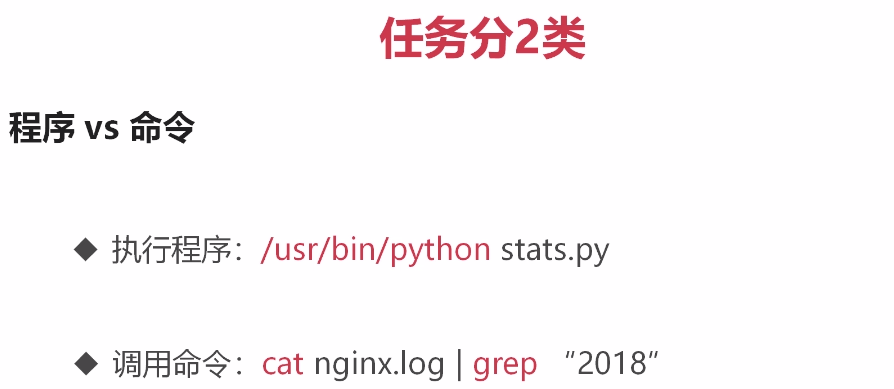 任务分2类
程序 vs 命令
◆ 执行程序：/usr/bin/python stats.py
◆ 调用命令：cat nginx.log | grep “2018”